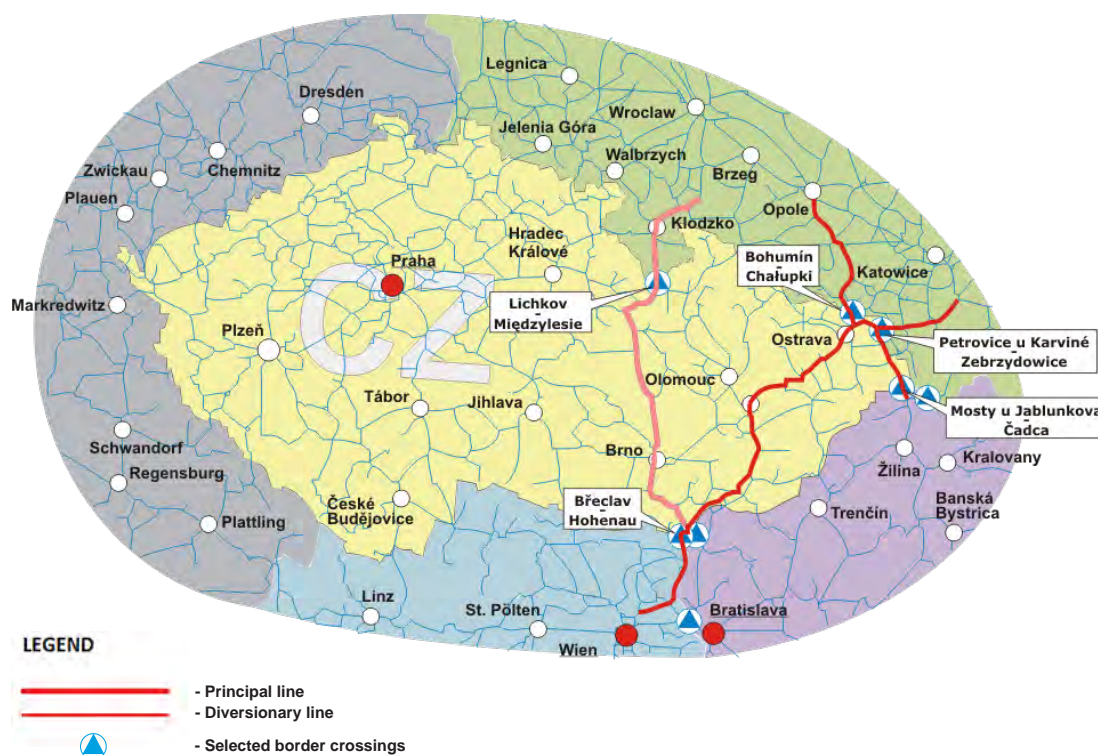 Legnica
Dresden
Wroclaw
Jelenia Góra
Walbrzych
Chemnitz
Zwickau
Brzeg
Plauen
Opole
Klodzko
Hradec
Králové
Bohumín
-
Chałupki
Praha
Katowice
Markredwitz
Lichkov
-
Międzylesie
CZ
Plzeň
Ostrava
Petrovice u Karviné
-
Zebrzydowice
Olomouc
Tábor
Jihlava
Mosty u Jablunkova
-
Čadca
Schwandorf
Brno
Žilina
Kralovany
Regensburg
České
Budějovice
Břeclav
-
Hohenau
Trenčín
Banská
Bystrica
Plattling
Linz
St. Pölten
Bratislava
Wien
LEGEND
- Principal line
- Diversionary line
- Selected border crossings